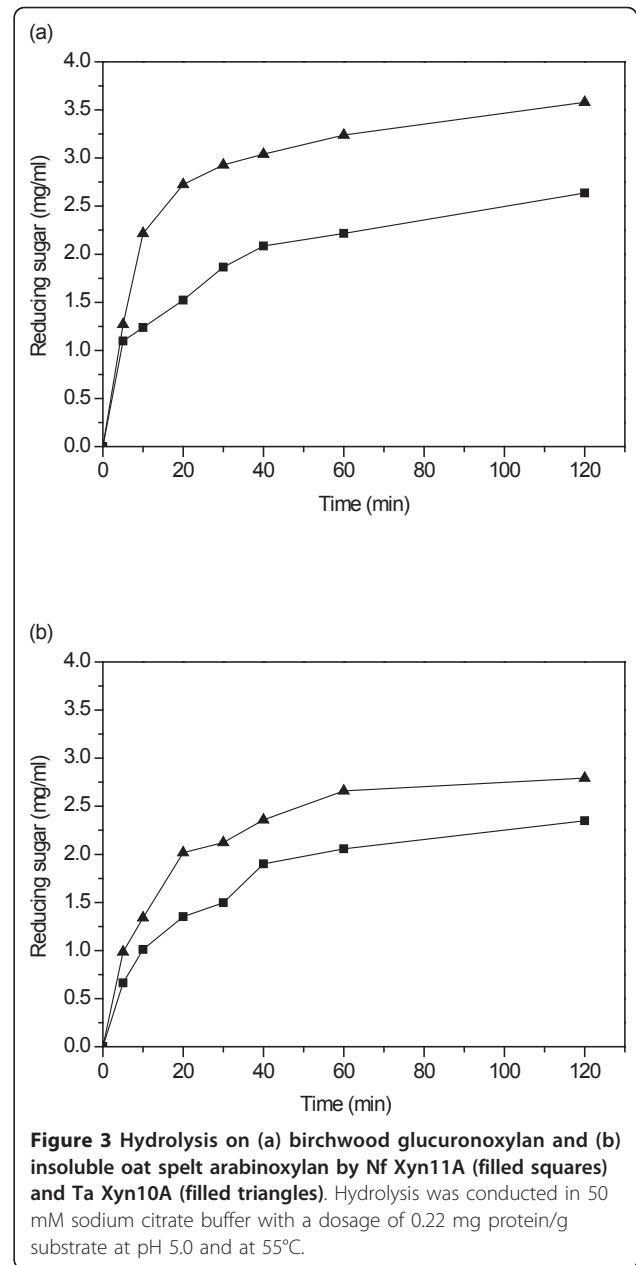 (a)
4.0
3.5
3.0
2.5
2.0
1.5
1.0
0.5
0.0
Reducing sugar (mg/ml)
0 20 40 60 80 100 120
Time (min)
(b)
4.0
3.5
3.0
2.5
2.0
1.5
1.0
0.5
0.0
Reducing sugar (mg/ml)
0 20 40 60 80 100 120
Time (min)
Figure 3 Hydrolysis on (a) birchwood glucuronoxylan and (b)
insoluble oat spelt arabinoxylan by Nf Xyn11A (filled squares)
and Ta Xyn10A (filled triangles). Hydrolysis was conducted in 50
mM sodium citrate buffer with a dosage of 0.22 mg protein/g
substrate at pH 5.0 and at 55°C.